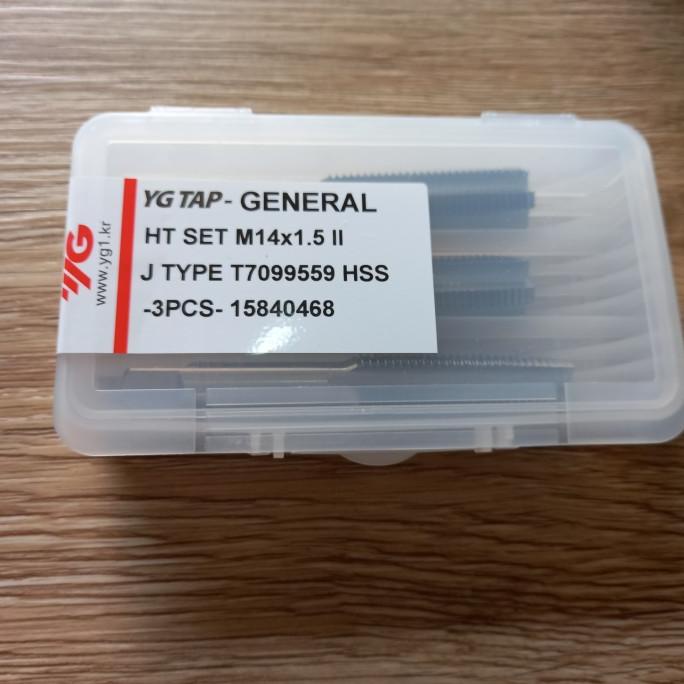 YG TAP- GENERAL
HT SET M14x1.5 II
J TYPE T7099559 HSS
-3PCS- 15840468
YG
www.yg1.kr